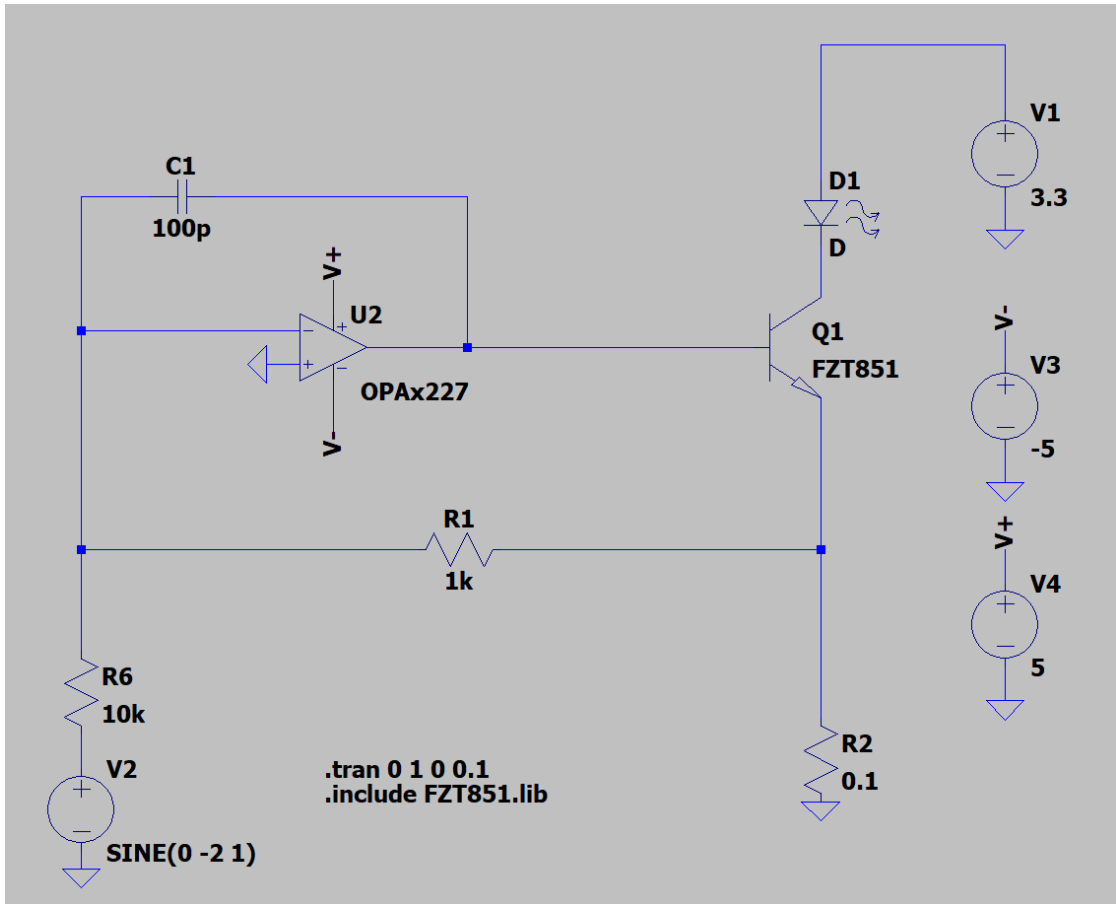 V1
3.3
C1
100p
D1
D
V+
U2
+
-
+
-
OPAx227
V-
Q1
FZT851
V-
V3
-5
R1
1k
V+
V4
5
R6
10k
V2
SINE(0 -2 1)
.tran 0 1 0 0.1
.include FZT851.lib
R2
0.1